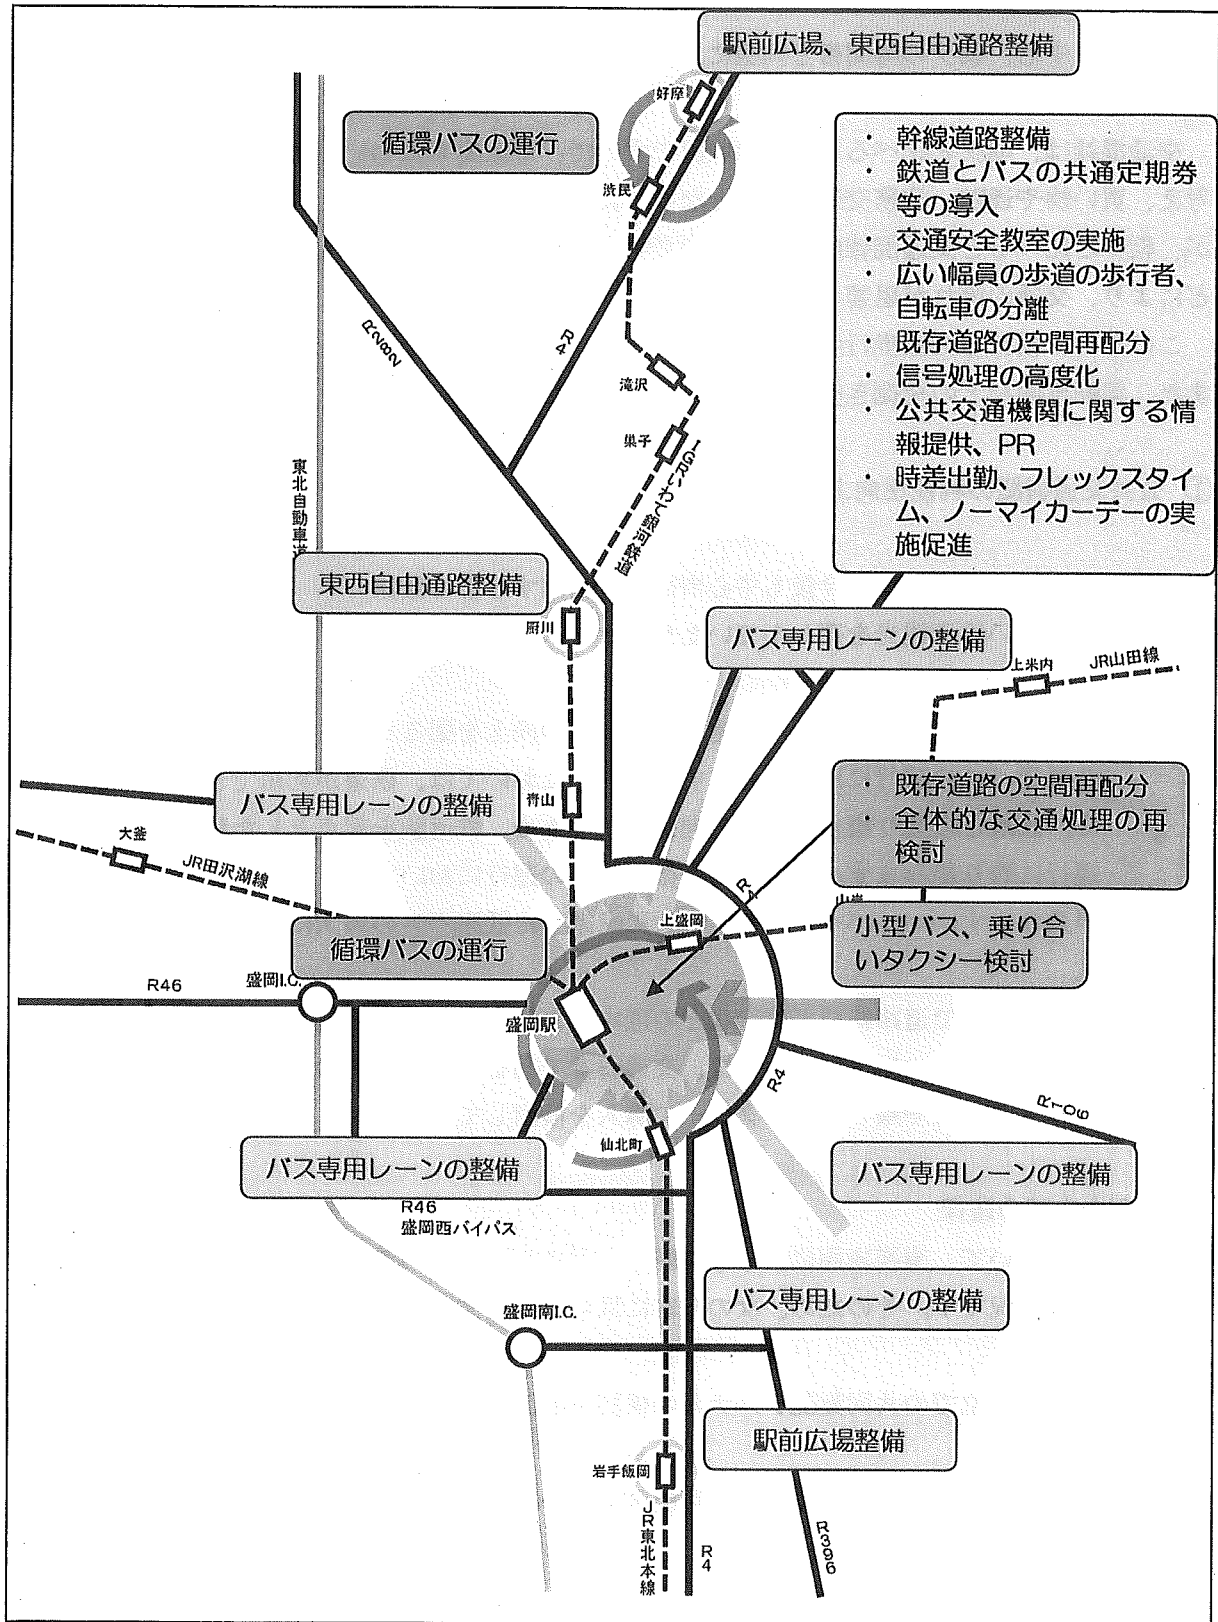 駅前広場、東西自由通路整備
好摩
循環バスの運行
渋民
・ 幹線道路整備
・ 鉄道とバスの共通定期券
等の導入
・ 交通安全教室の実施
・ 広い幅員の歩道の歩行者、
自転車の分離
・ 既存道路の空間再配分
・ 信号処理の高度化
・ 公共交通機関に関する情
報提供、PR
・ 時差出勤、フレックスタイ
ム、ノーマイカーデーの実
施促進
R282
R4
滝沢
巣子
IGRいわて銀河鉄道
東北自動車道
東西自由通路整備
厨川
バス専用レーンの整備
上米内
JR山田線
バス専用レーンの整備
青山
・ 既存道路の空間再配分
・ 全体的な交通処理の再
検討
大釜
JR田沢湖線
R4
山岸
上盛岡
循環バスの運行
小型バス、乗り合
いタクシー検討
R46
盛岡I.C.
盛岡駅
R4
R106
仙北町
バス専用レーンの整備
バス専用レーンの整備
R46
盛岡西バイパス
バス専用レーンの整備
盛岡南I.C.
駅前広場整備
岩手飯岡
JR東北本線
R4
R396